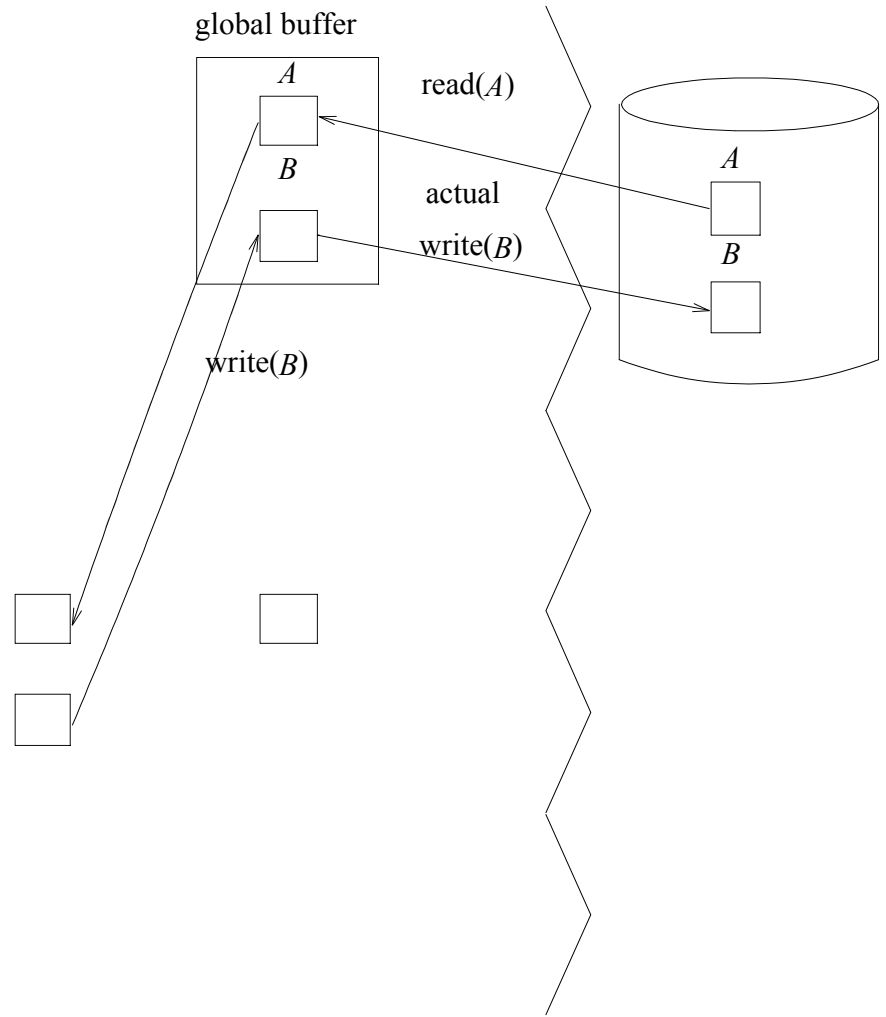 global buffer
A
read(A)
B
A
actual
write(B)
B
write(B)